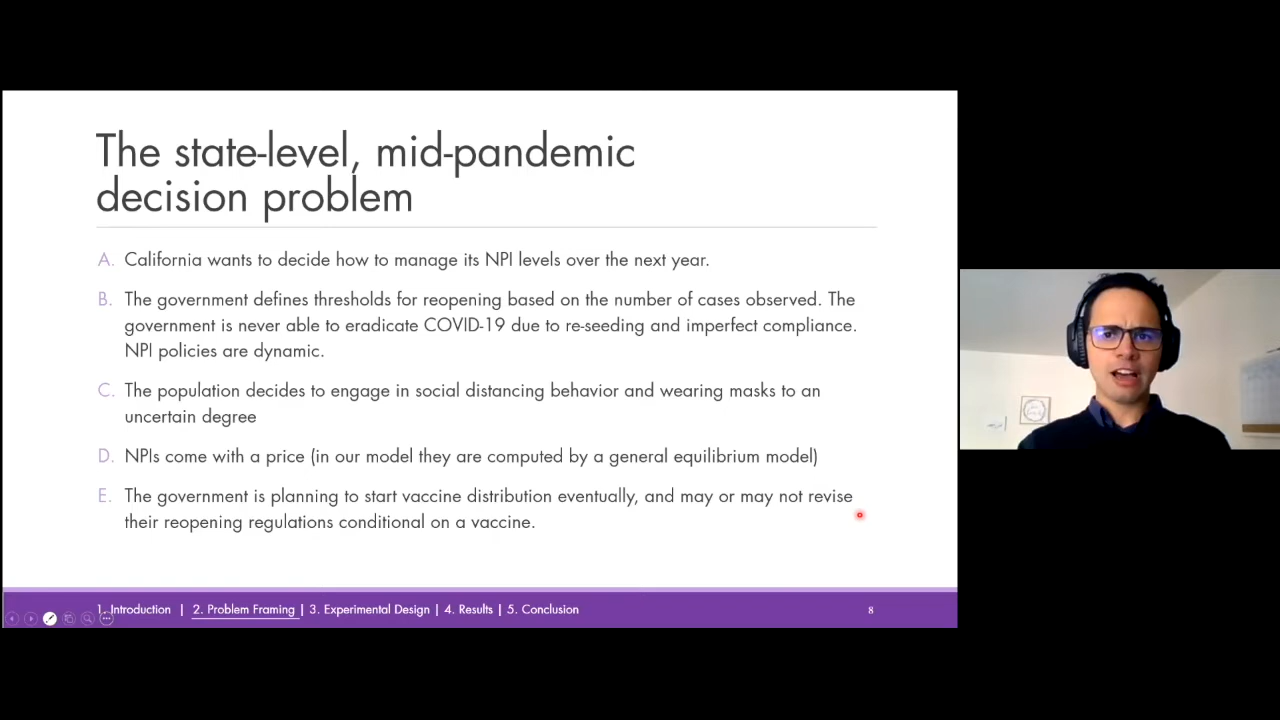 The state-level, mid-pandemic
decision problem
A. California wants to decide how to manage its NPI levels over the next year.
B. The government defines thresholds for reopening based on the number of cases observed. The
government is never able to eradicate COVID-19 due to re-seeding and imperfect compliance.
NPI policies are dynamic.
C. The population decides to engage in social distancing behavior and wearing masks to an
uncertain degree
D. NPIs come with a price (in our model they are computed by a general equilibrium model)
E. The government is planning to start vaccine distribution eventually, and may or may not revise
their reopening regulations conditional on a vaccine.
1. Introduction | 2. Problem Framing | 3. Experimental Design | 4. Results | 5. Conclusion
8